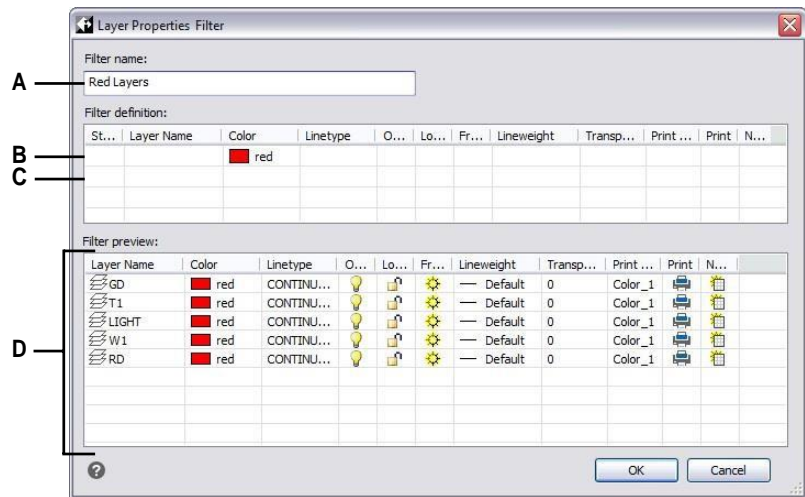 Layer Properties Filter
Filter name:
A
Red Layers
Filter definition:
St... Layer Name Color Linetype O... Lo... Fr... Lineweight Transp... Print ... Print N...
B red
C
Filter preview:
Layer Name Color Linetype O... Lo... Fr... Lineweight Transp... Print ... Print N...
GD red CONTINU... Default 0 Color_1
T1 red CONTINU... Default 0 Color_1
LIGHT red CONTINU... Default 0 Color_1
W1 red CONTINU... Default 0 Color_1
D
RD red CONTINU... Default 0 Color_1
? OK Cancel